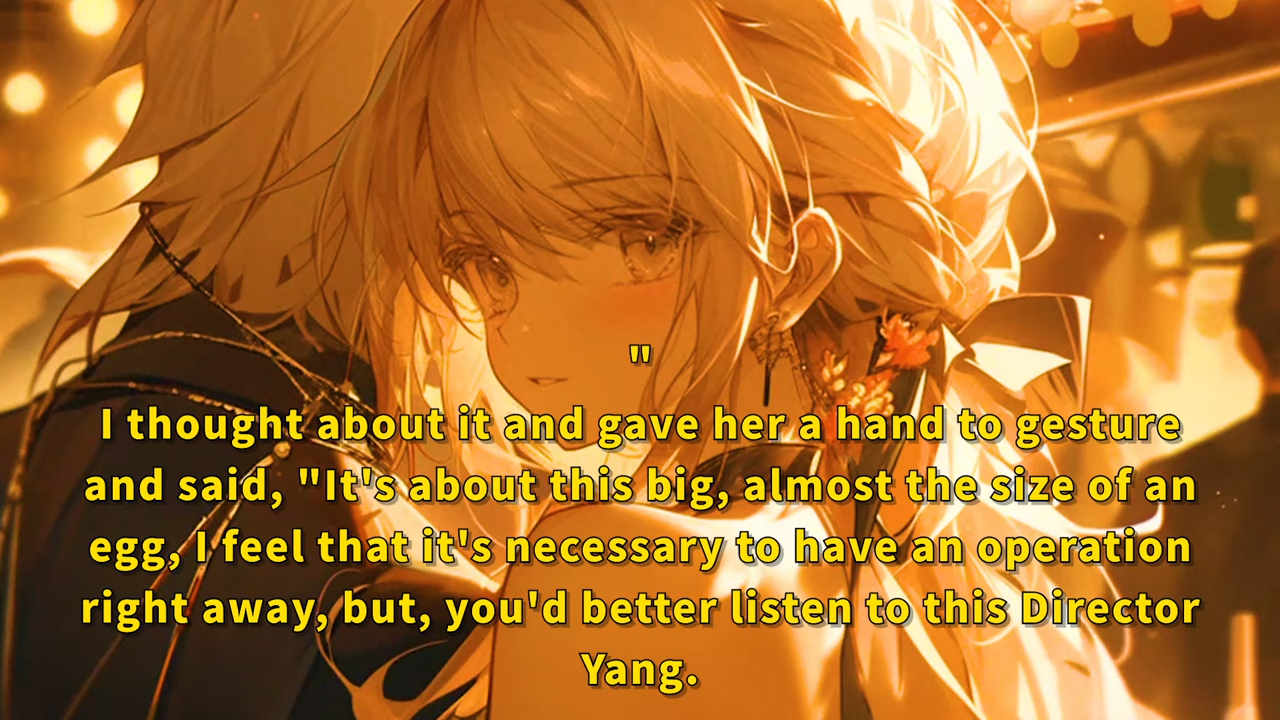 "
I thought about it and gave her a hand to gesture
and said, "It's about this big, almost the size of an
egg, I feel that it's necessary to have an operation
right away, but, you'd better listen to this Director
Yang.